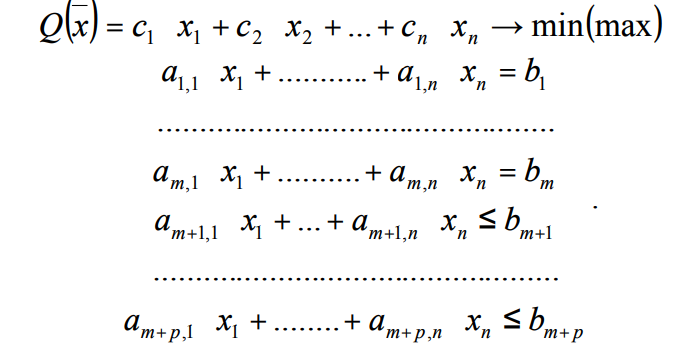 Q(x̄) = c₁ x₁ + c₂ x₂ + ... + cₙ xₙ → min(max)
a₁,₁ x₁ + ........... + a₁,ₙ xₙ = b₁
................................................
aₘ,₁ x₁ + .......... + aₘ,ₙ xₙ = bₘ
aₘ₊₁,₁ x₁ + ... + aₘ₊₁,ₙ xₙ ≤ bₘ₊₁ .
.................................................
aₘ₊ₚ,₁ x₁ + ........ + aₘ₊ₚ,ₙ xₙ ≤ bₘ₊ₚ